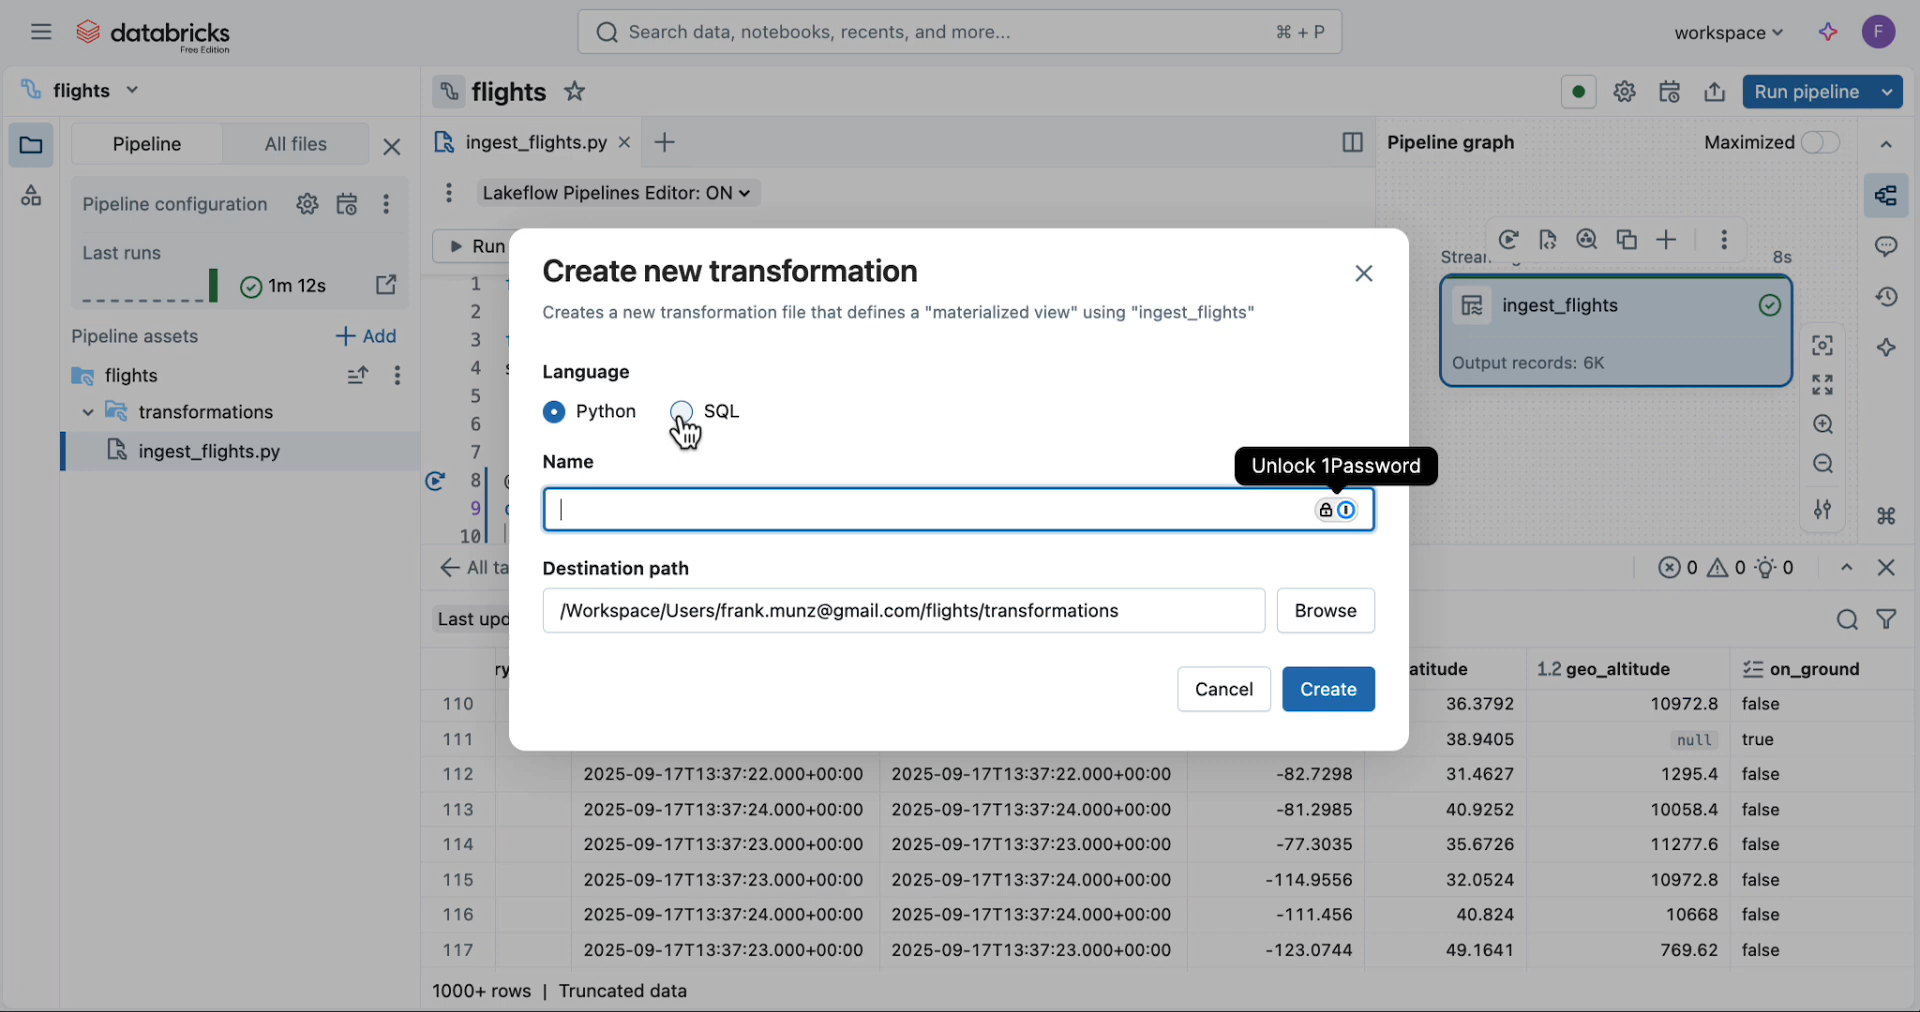 databricks
Free Edition
Search data, notebooks, recents, and more...
⌘ + P
workspace
F
flights
flights
Run pipeline
Pipeline
All files
ingest_flights.py
Pipeline graph
Maximized
Pipeline configuration
Lakeflow Pipelines Editor: ON
Last runs
1m 12s
Run
Pipeline assets
+ Add
flights
transformations
ingest_flights.py
1
2
3
4
5
6
7
8
9
10
8s
ingest_flights
Output records: 6K
Create new transformation
Creates a new transformation file that defines a "materialized view" using "ingest_flights"
Language
Python
SQL
Name
Unlock 1Password
Destination path
/Workspace/Users/frank.munz@gmail.com/flights/transformations
Browse
Cancel
Create
All ta
0
0
0
Last upd
ry
atitude
1.2 geo_altitude
on_ground
110 36.3792 10972.8 false
111 38.9405 null true
112 2025-09-17T13:37:22.000+00:00 2025-09-17T13:37:22.000+00:00 -82.7298 31.4627 1295.4 false
113 2025-09-17T13:37:24.000+00:00 2025-09-17T13:37:24.000+00:00 -81.2985 40.9252 10058.4 false
114 2025-09-17T13:37:23.000+00:00 2025-09-17T13:37:23.000+00:00 -77.3035 35.6726 11277.6 false
115 2025-09-17T13:37:23.000+00:00 2025-09-17T13:37:24.000+00:00 -114.9556 32.0524 10972.8 false
116 2025-09-17T13:37:24.000+00:00 2025-09-17T13:37:24.000+00:00 -111.456 40.824 10668 false
117 2025-09-17T13:37:23.000+00:00 2025-09-17T13:37:23.000+00:00 -123.0744 49.1641 769.62 false
1000+ rows | Truncated data